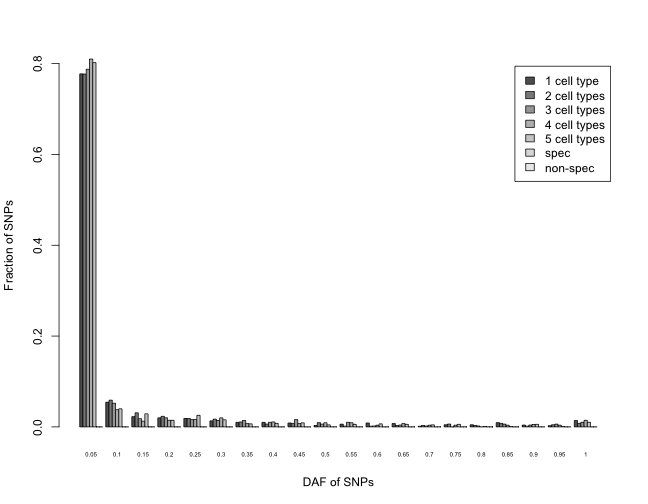 1 cell type
2 cell types
3 cell types
4 cell types
5 cell types
spec
non-spec
Fraction of SNPs
0.8
0.6
0.4
0.2
0.0
0.05 0.1 0.15 0.2 0.25 0.3 0.35 0.4 0.45 0.5 0.55 0.6 0.65 0.7 0.75 0.8 0.85 0.9 0.95 1
DAF of SNPs